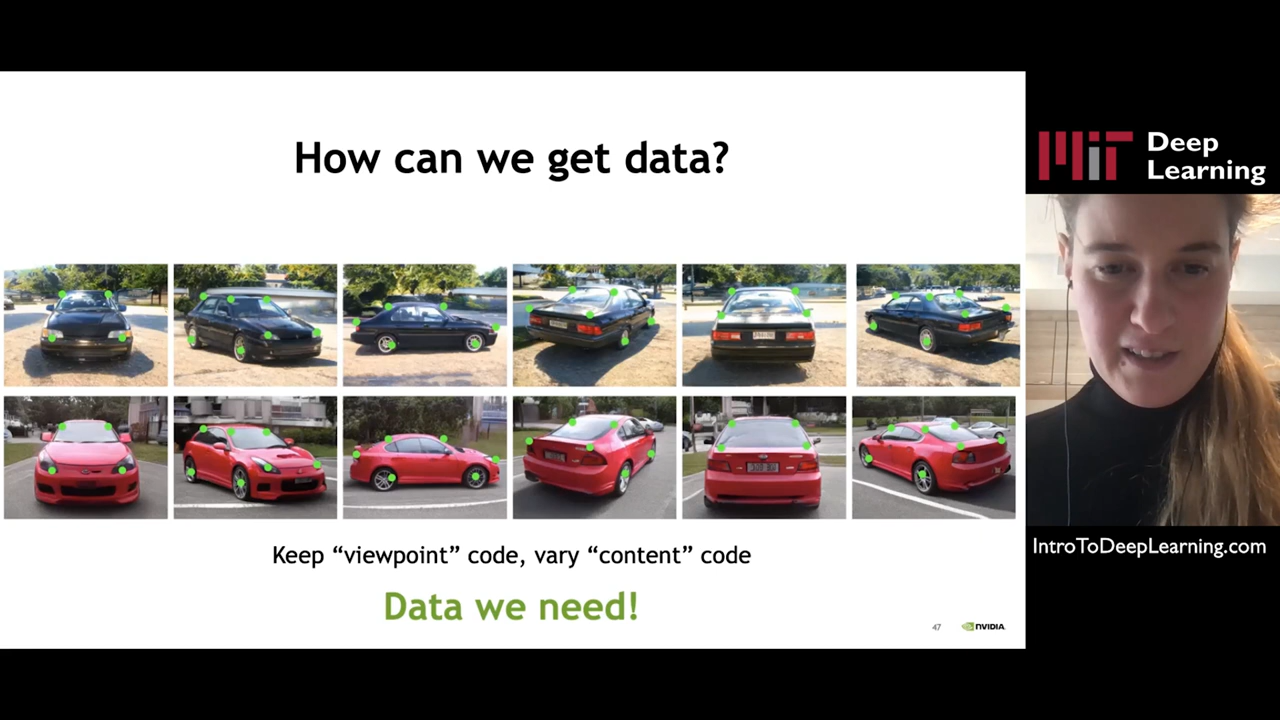 How can we get data?
Keep “viewpoint” code, vary “content” code
Data we need!
47
NVIDIA.
MIT Deep
Learning
IntroToDeepLearning.com